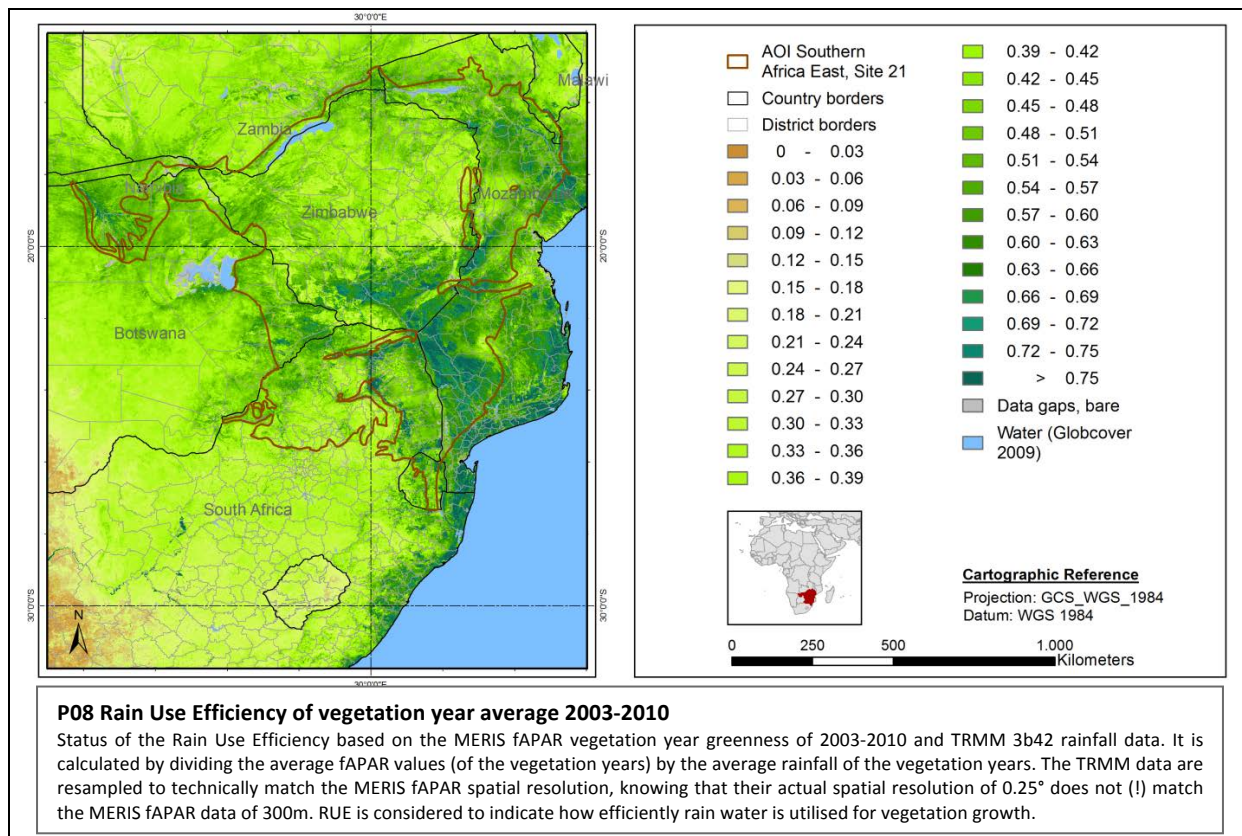 30°0'0"E
20°0'0"S
30°0'0"S
20°0'0"S
30°0'0"S
30°0'0"E
Malawi
Zambia
Namibia
Mozambique
Zimbabwe
Botswana
South Africa
N
AOI Southern
Africa East, Site 21
Country borders
District borders
0 - 0.03
0.03 - 0.06
0.06 - 0.09
0.09 - 0.12
0.12 - 0.15
0.15 - 0.18
0.18 - 0.21
0.21 - 0.24
0.24 - 0.27
0.27 - 0.30
0.30 - 0.33
0.33 - 0.36
0.36 - 0.39
0.39 - 0.42
0.42 - 0.45
0.45 - 0.48
0.48 - 0.51
0.51 - 0.54
0.54 - 0.57
0.57 - 0.60
0.60 - 0.63
0.63 - 0.66
0.66 - 0.69
0.69 - 0.72
0.72 - 0.75
> 0.75
Data gaps, bare
Water (Globcover
2009)
Cartographic Reference
Projection: GCS_WGS_1984
Datum: WGS 1984
0 250 500 1.000
Kilometers
P08 Rain Use Efficiency of vegetation year average 2003-2010
Status of the Rain Use Efficiency based on the MERIS fAPAR vegetation year greenness of 2003-2010 and TRMM 3b42 rainfall data. It is
calculated by dividing the average fAPAR values (of the vegetation years) by the average rainfall of the vegetation years. The TRMM data are
resampled to technically match the MERIS fAPAR spatial resolution, knowing that their actual spatial resolution of 0.25° does not (!) match
the MERIS fAPAR data of 300m. RUE is considered to indicate how efficiently rain water is utilised for vegetation growth.